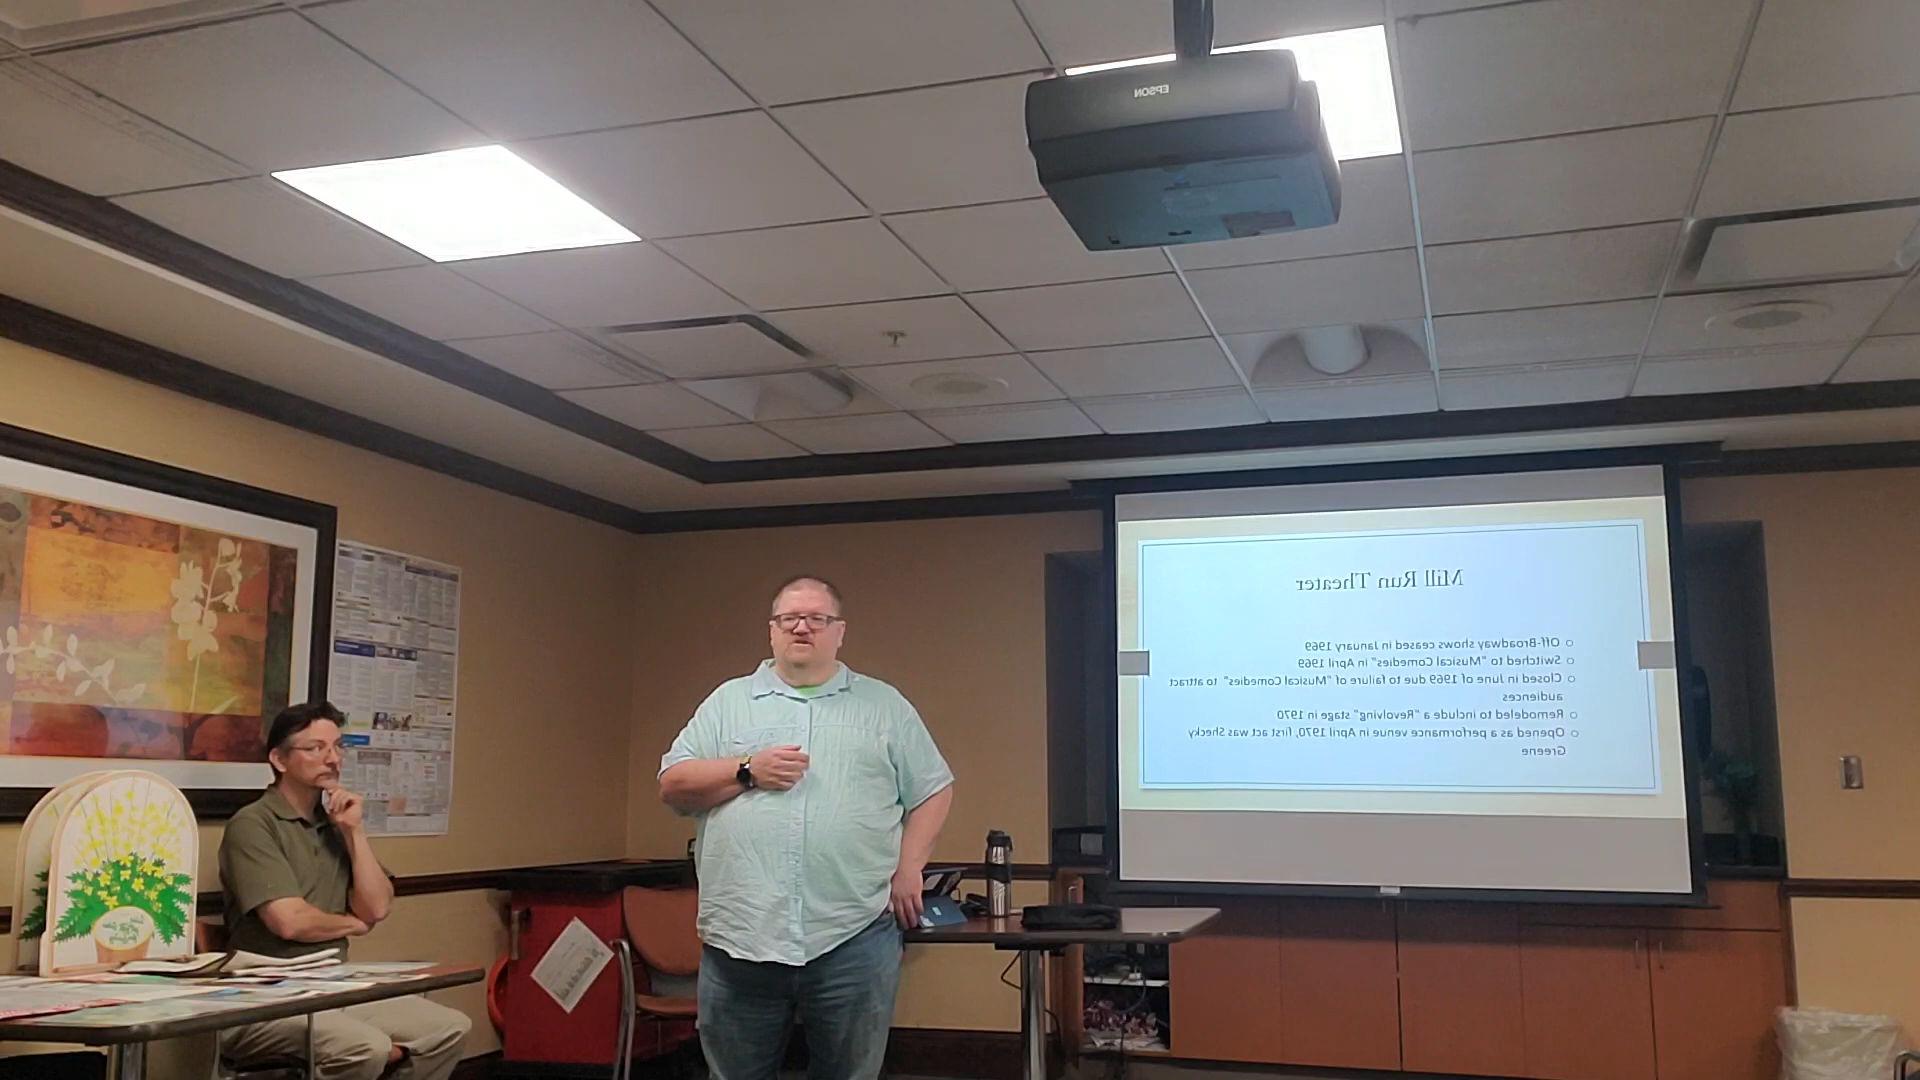 EPSON
Mill Run Theater
○ Off-Broadway shows ceased in January 1969
○ Switched to "Musical Comedies" in April 1969
○ Closed in June of 1969 due to failure of "Musical Comedies" to attract
audiences
○ Remodeled to include a "Revolving" stage in 1970
○ Opened as a performance venue in April 1970, first act was Shecky
Greene